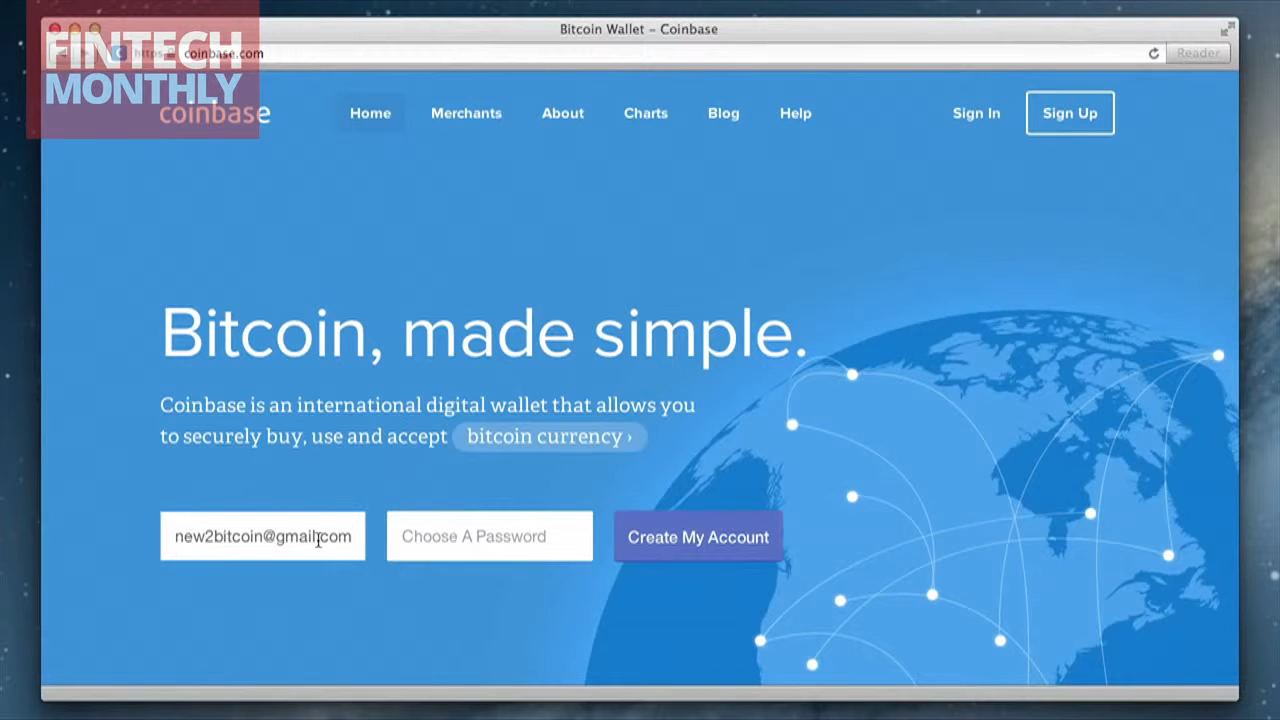 Bitcoin Wallet – Coinbase
FINTECH
MONTHLY
https
coinbase.com
Reader
coinbase
Home
Merchants
About
Charts
Blog
Help
Sign In
Sign Up
Bitcoin, made simple.
Coinbase is an international digital wallet that allows you
to securely buy, use and accept bitcoin currency ›
new2bitcoin@gmail.com
Choose A Password
Create My Account